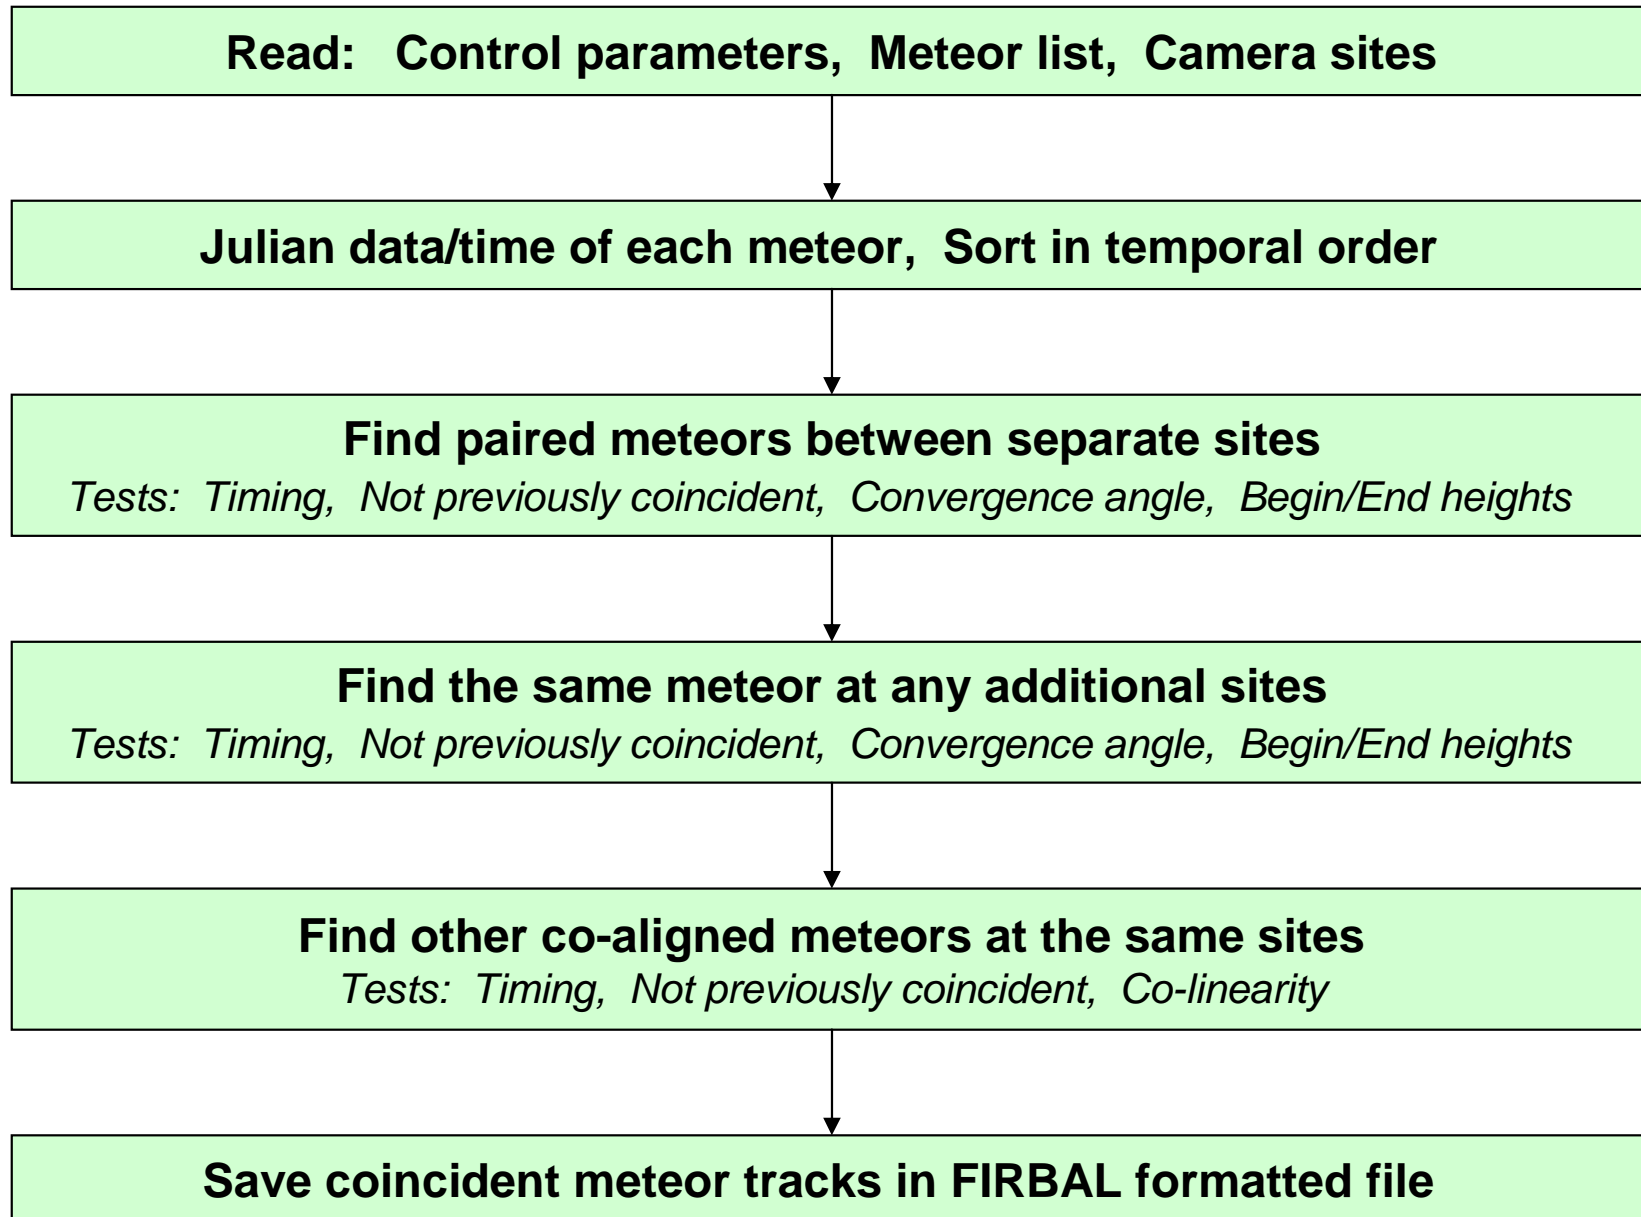 Read: Control parameters, Meteor list, Camera sites
Julian data/time of each meteor, Sort in temporal order
Find paired meteors between separate sites
Tests: Timing, Not previously coincident, Convergence angle, Begin/End heights
Find the same meteor at any additional sites
Tests: Timing, Not previously coincident, Convergence angle, Begin/End heights
Find other co-aligned meteors at the same sites
Tests: Timing, Not previously coincident, Co-linearity
Save coincident meteor tracks in FIRBAL formatted file